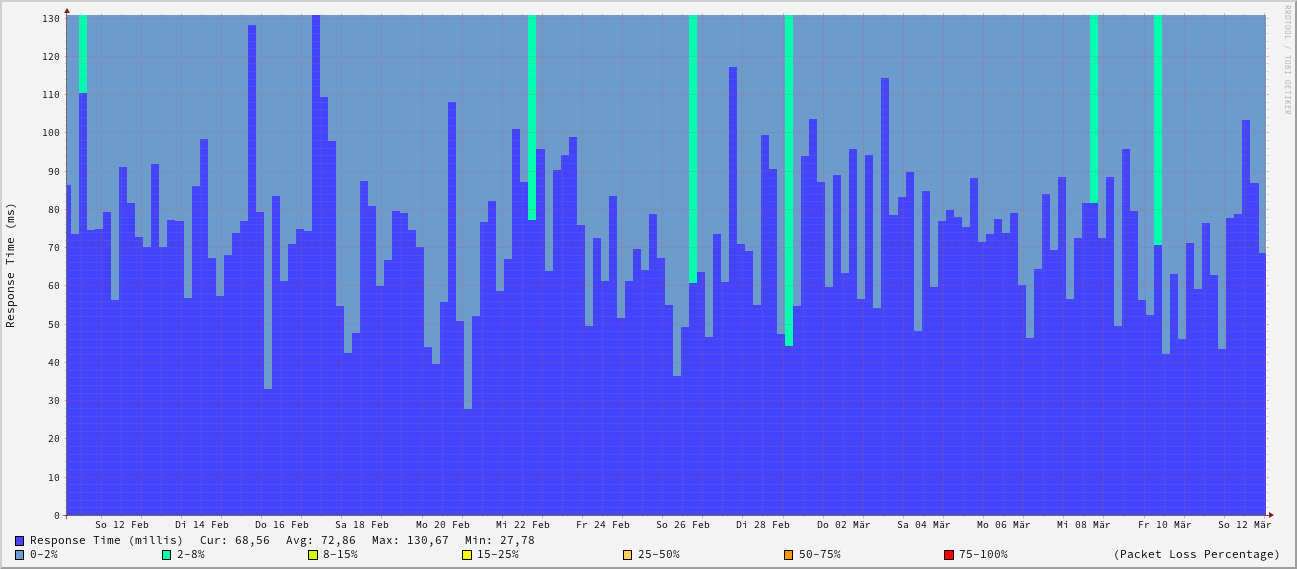 130
120
110
100
90
80
70
60
50
40
30
20
10
0
Response Time (ms)
RRDTOOL / TOBI OETIKER
So 12 Feb Di 14 Feb Do 16 Feb Sa 18 Feb Mo 20 Feb Mi 22 Feb Fr 24 Feb So 26 Feb Di 28 Feb Do 02 Mär Sa 04 Mär Mo 06 Mär Mi 08 Mär Fr 10 Mär So 12 Mär
Response Time (millis) Cur: 68,56 Avg: 72,86 Max: 130,67 Min: 27,78
0-2% 2-8% 8-15% 15-25% 25-50% 50-75% 75-100% (Packet Loss Percentage)